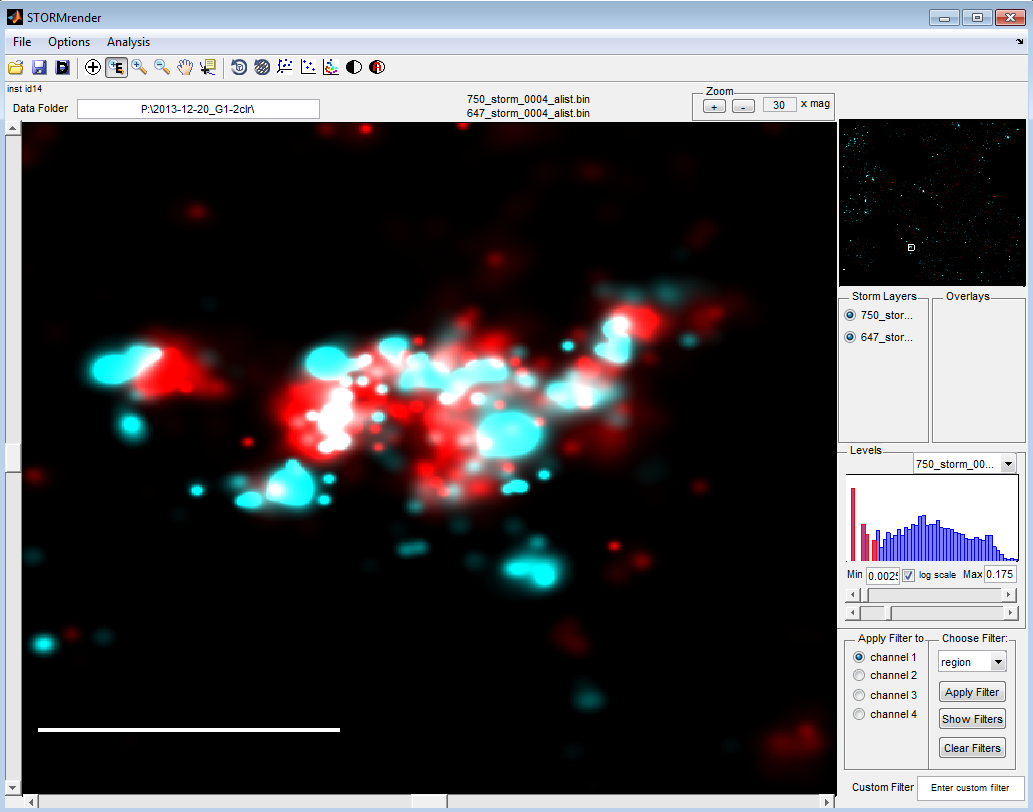 STORMrender
File Options Analysis
inst id14
Data Folder P:\2013-12-20_G1-2clr\
750_storm_0004_alist.bin
647_storm_0004_alist.bin
Zoom
+ - 30 x mag
Storm Layers
750_stor...
647_stor...
Overlays
Levels
750_storm_00...
Min 0.002 log scale Max 0.175
Apply Filter to
channel 1
channel 2
channel 3
channel 4
Choose Filter:
region
Apply Filter
Show Filters
Clear Filters
Custom Filter Enter custom filter